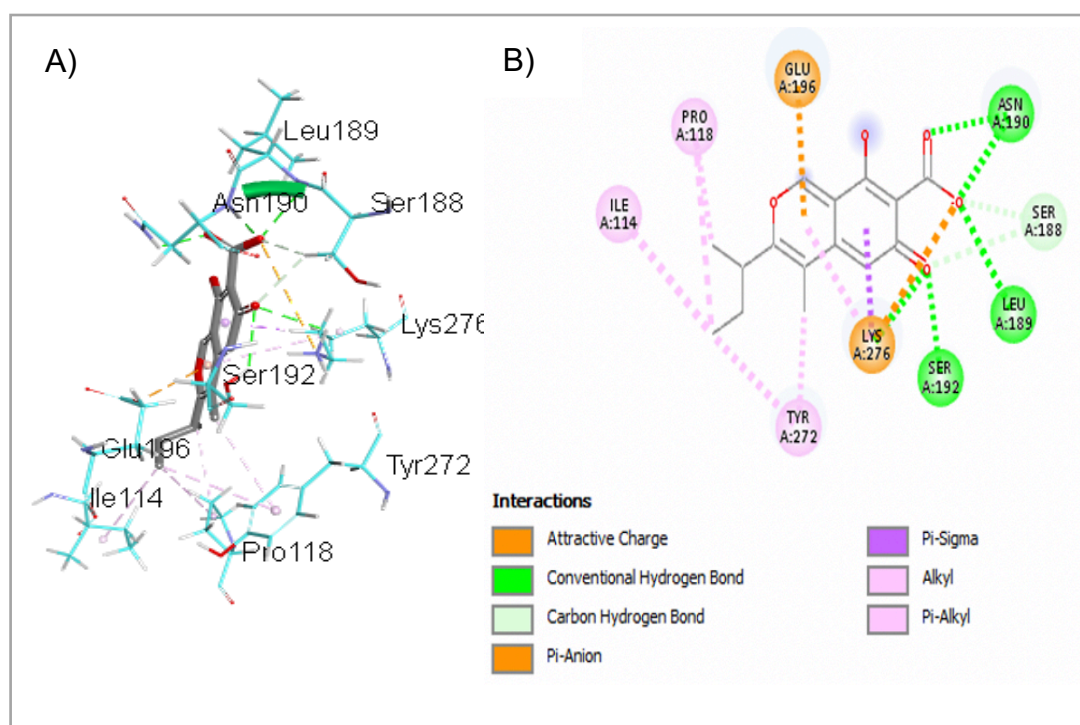 A)
Leu189
Asn190
Ser188
Lys276
Ser192
Glu196
Tyr272
Ile114
Pro118
B)
GLU
A:196
PRO
A:118
ASN
A:190
ILE
A:114
SER
A:188
O
O
O
O
O
LEU
A:189
LYS
A:276
SER
A:192
TYR
A:272
Interactions
Attractive Charge
Conventional Hydrogen Bond
Carbon Hydrogen Bond
Pi-Anion
Pi-Sigma
Alkyl
Pi-Alkyl